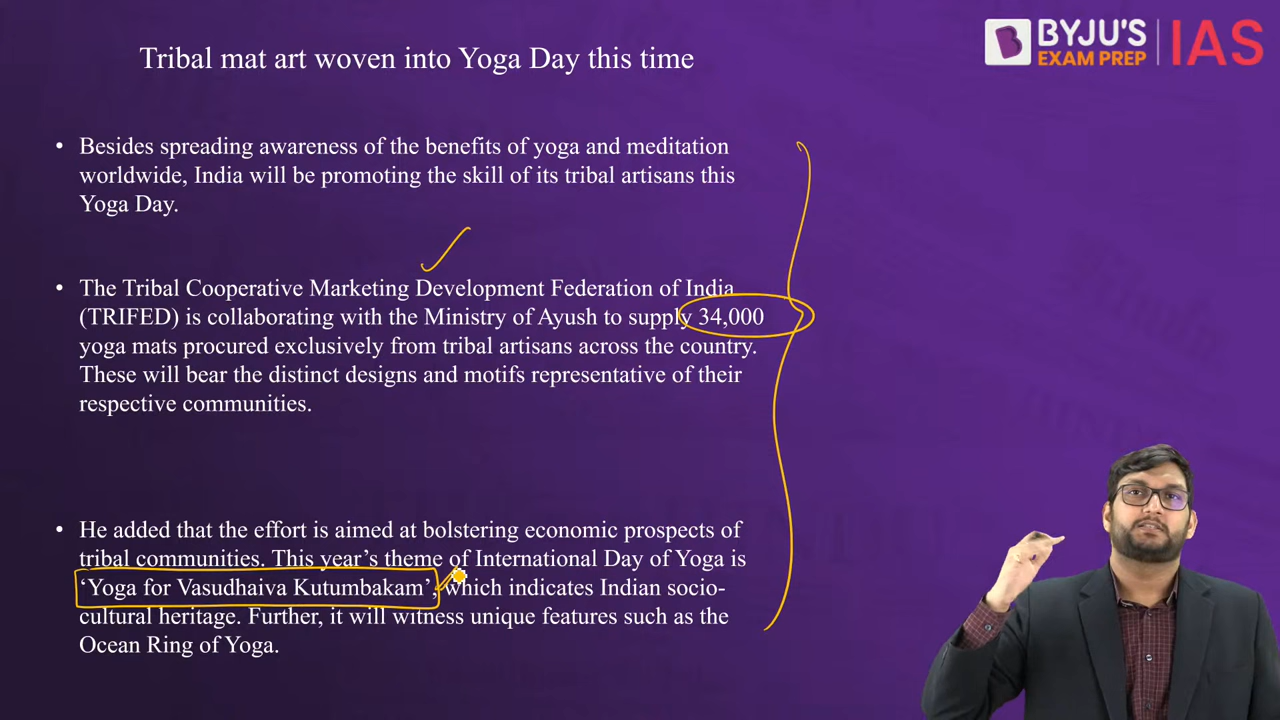 Tribal mat art woven into Yoga Day this time
BYJU'S
EXAM PREP
IAS
• Besides spreading awareness of the benefits of yoga and meditation
worldwide, India will be promoting the skill of its tribal artisans this
Yoga Day.
• The Tribal Cooperative Marketing Development Federation of India
(TRIFED) is collaborating with the Ministry of Ayush to supply 34,000
yoga mats procured exclusively from tribal artisans across the country.
These will bear the distinct designs and motifs representative of their
respective communities.
• He added that the effort is aimed at bolstering economic prospects of
tribal communities. This year’s theme of International Day of Yoga is
‘Yoga for Vasudhaiva Kutumbakam’, which indicates Indian socio-
cultural heritage. Further, it will witness unique features such as the
Ocean Ring of Yoga.